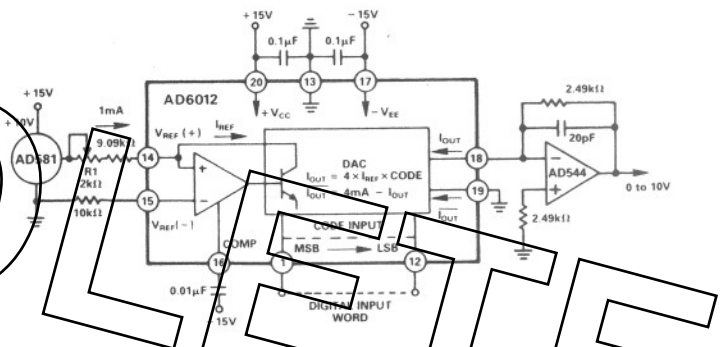 +15V
-15V
0.1µF
0.1µF
20
13
17
AD6012
+VCC
-VEE
+15V
+10V
1mA
9.09kΩ
AD581
R1
2kΩ
10kΩ
VREF(+)
IREF
14
15
VREF(-)
DAC
IOUT = 4 × IREF × CODE
IOUT = 4mA - IOUT
IOUT
18
19
IOUT
CODE INPUT
MSB
LSB
COMP
16
1
12
0.01µF
-15V
DIGITAL INPUT
WORD
2.49kΩ
20pF
AD544
0 to 10V
2.49kΩ